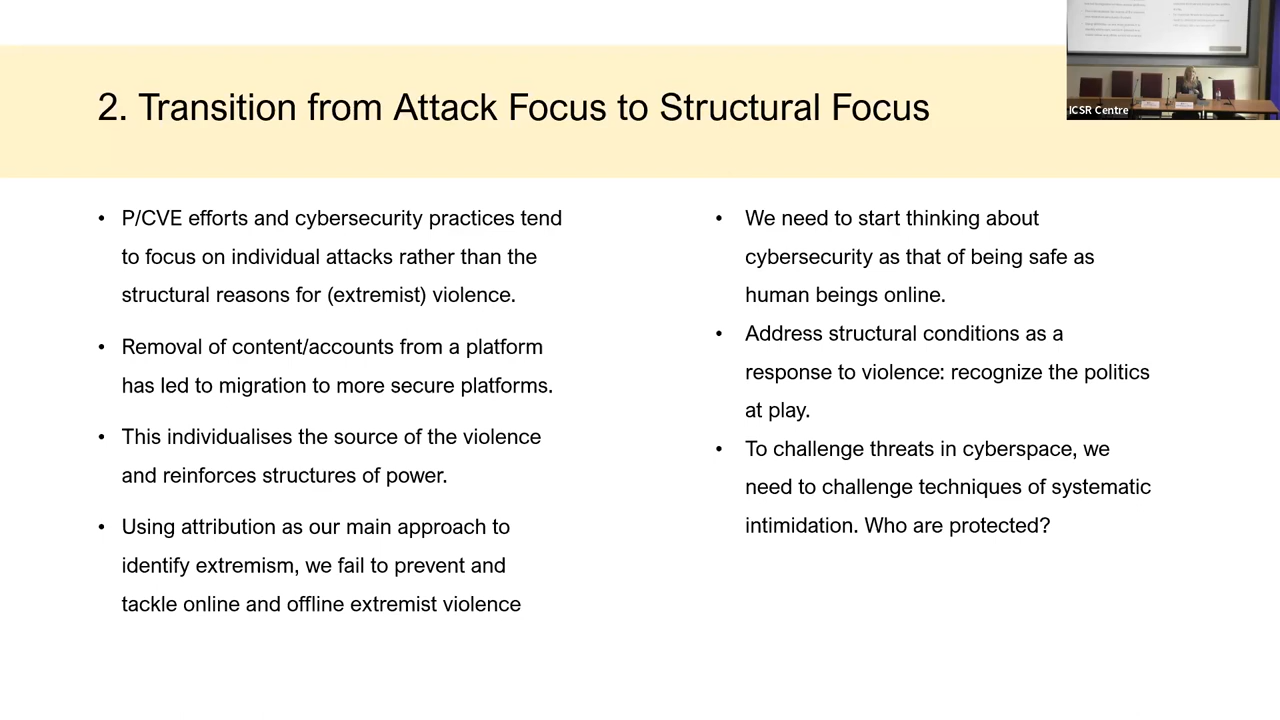 2. Transition from Attack Focus to Structural Focus
ICSR Centre
• P/CVE efforts and cybersecurity practices tend
to focus on individual attacks rather than the
structural reasons for (extremist) violence.
• Removal of content/accounts from a platform
has led to migration to more secure platforms.
• This individualises the source of the violence
and reinforces structures of power.
• Using attribution as our main approach to
identify extremism, we fail to prevent and
tackle online and offline extremist violence
• We need to start thinking about
cybersecurity as that of being safe as
human beings online.
• Address structural conditions as a
response to violence: recognize the politics
at play.
• To challenge threats in cyberspace, we
need to challenge techniques of systematic
intimidation. Who are protected?